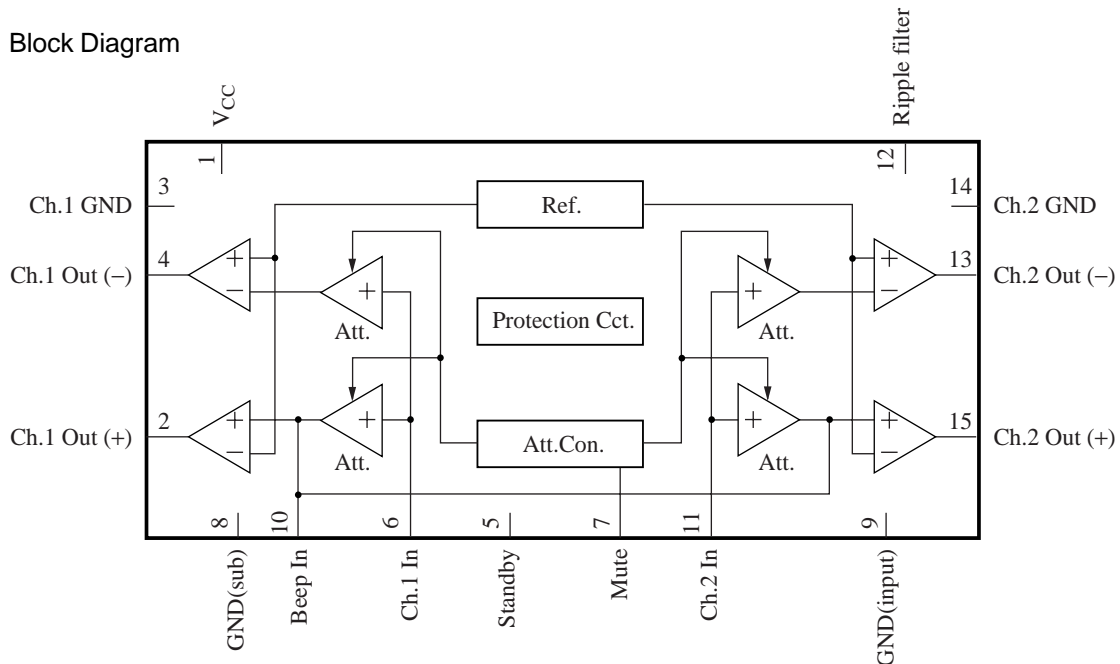 Block Diagram
VCC
Ripple filter
1
12
3
14
Ch.1 GND
Ch.2 GND
Ref.
4
13
Ch.1 Out (−)
Ch.2 Out (−)
+
−
+
+
+
−
Att.
Att.
Protection Cct.
2
15
Ch.1 Out (+)
Ch.2 Out (+)
+
−
+
+
+
−
Att.Con.
Att.
Att.
8
10
6
5
7
11
9
GND(sub)
Beep In
Ch.1 In
Standby
Mute
Ch.2 In
GND(input)